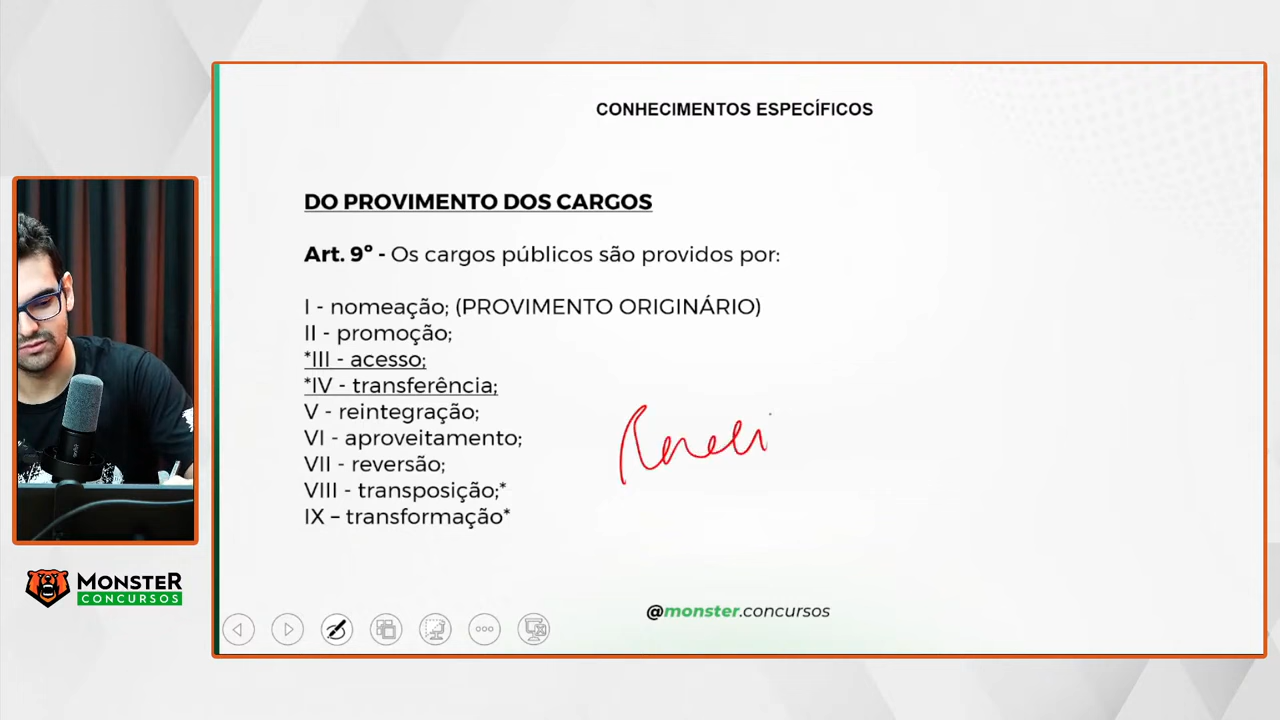 CONHECIMENTOS ESPECÍFICOS
DO PROVIMENTO DOS CARGOS
Art. 9º - Os cargos públicos são providos por:
I - nomeação; (PROVIMENTO ORIGINÁRIO)
II - promoção;
*III - acesso;
*IV - transferência;
V - reintegração;
VI - aproveitamento;
VII - reversão;
VIII - transposição;*
IX – transformação*
MONSTER
CONCURSOS
@monster.concursos